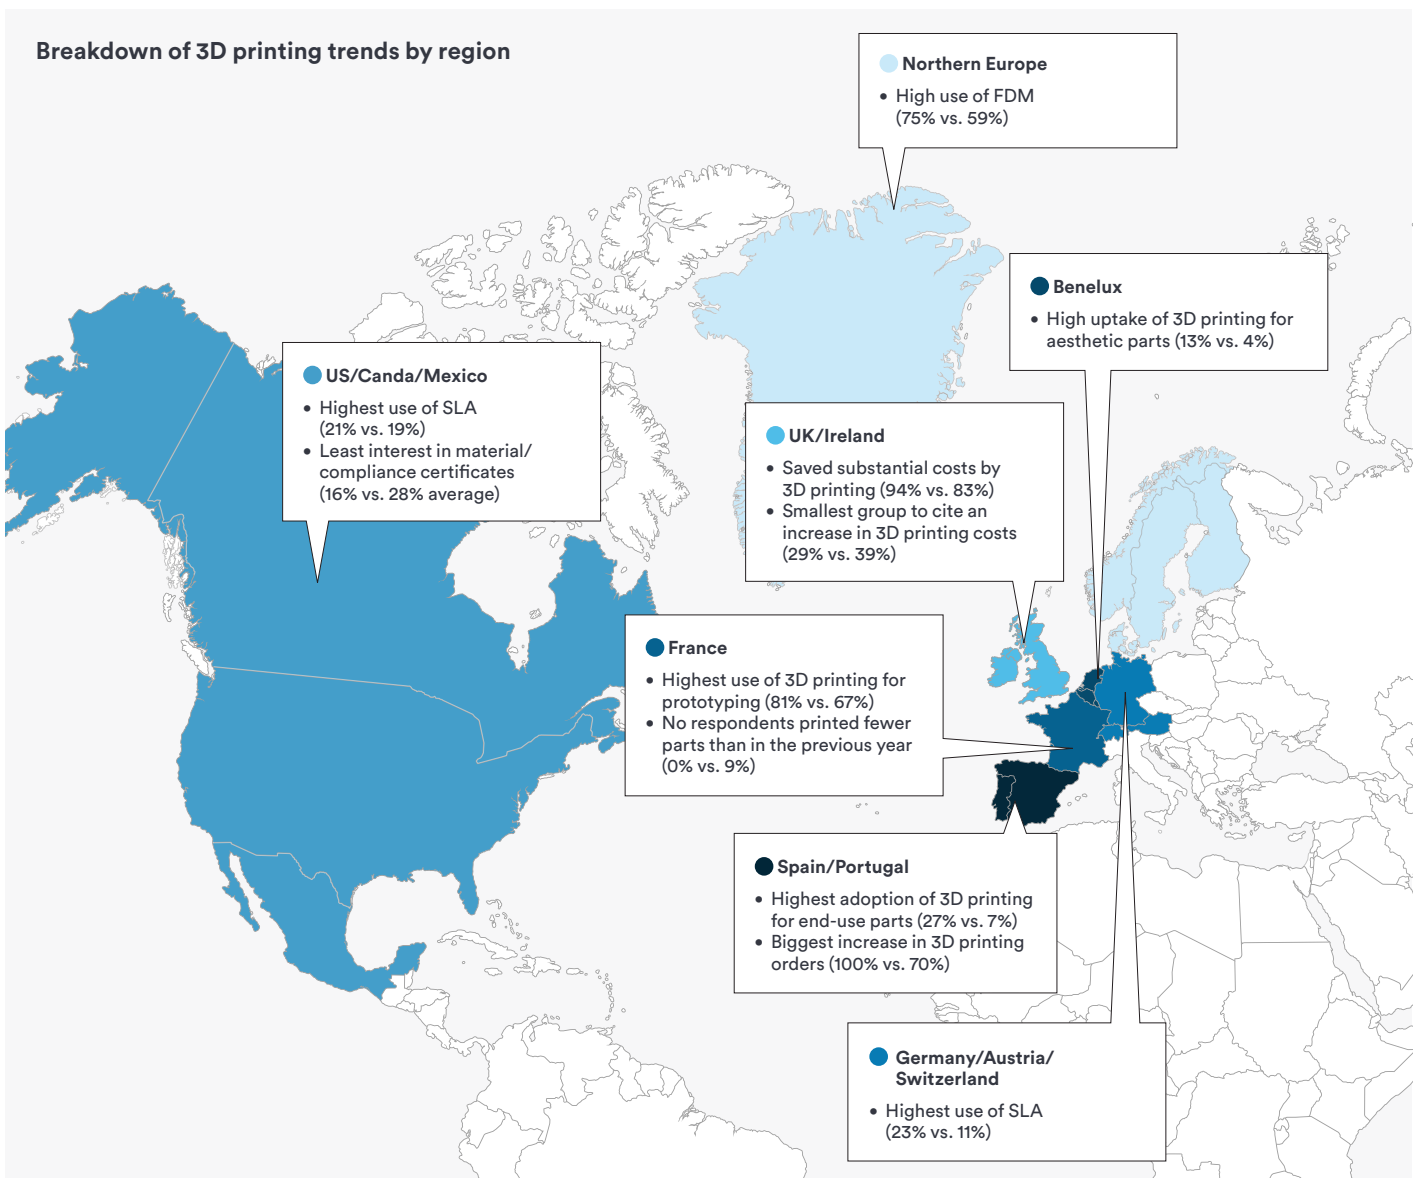 Breakdown of 3D printing trends by region
Northern Europe
• High use of FDM
(75% vs. 59%)
Benelux
• High uptake of 3D printing for
aesthetic parts (13% vs. 4%)
US/Canda/Mexico
• Highest use of SLA
(21% vs. 19%)
• Least interest in material/
compliance certificates
(16% vs. 28% average)
UK/Ireland
• Saved substantial costs by
3D printing (94% vs. 83%)
• Smallest group to cite an
increase in 3D printing costs
(29% vs. 39%)
France
• Highest use of 3D printing for
prototyping (81% vs. 67%)
• No respondents printed fewer
parts than in the previous year
(0% vs. 9%)
Spain/Portugal
• Highest adoption of 3D printing
for end-use parts (27% vs. 7%)
• Biggest increase in 3D printing
orders (100% vs. 70%)
Germany/Austria/
Switzerland
• Highest use of SLA
(23% vs. 11%)